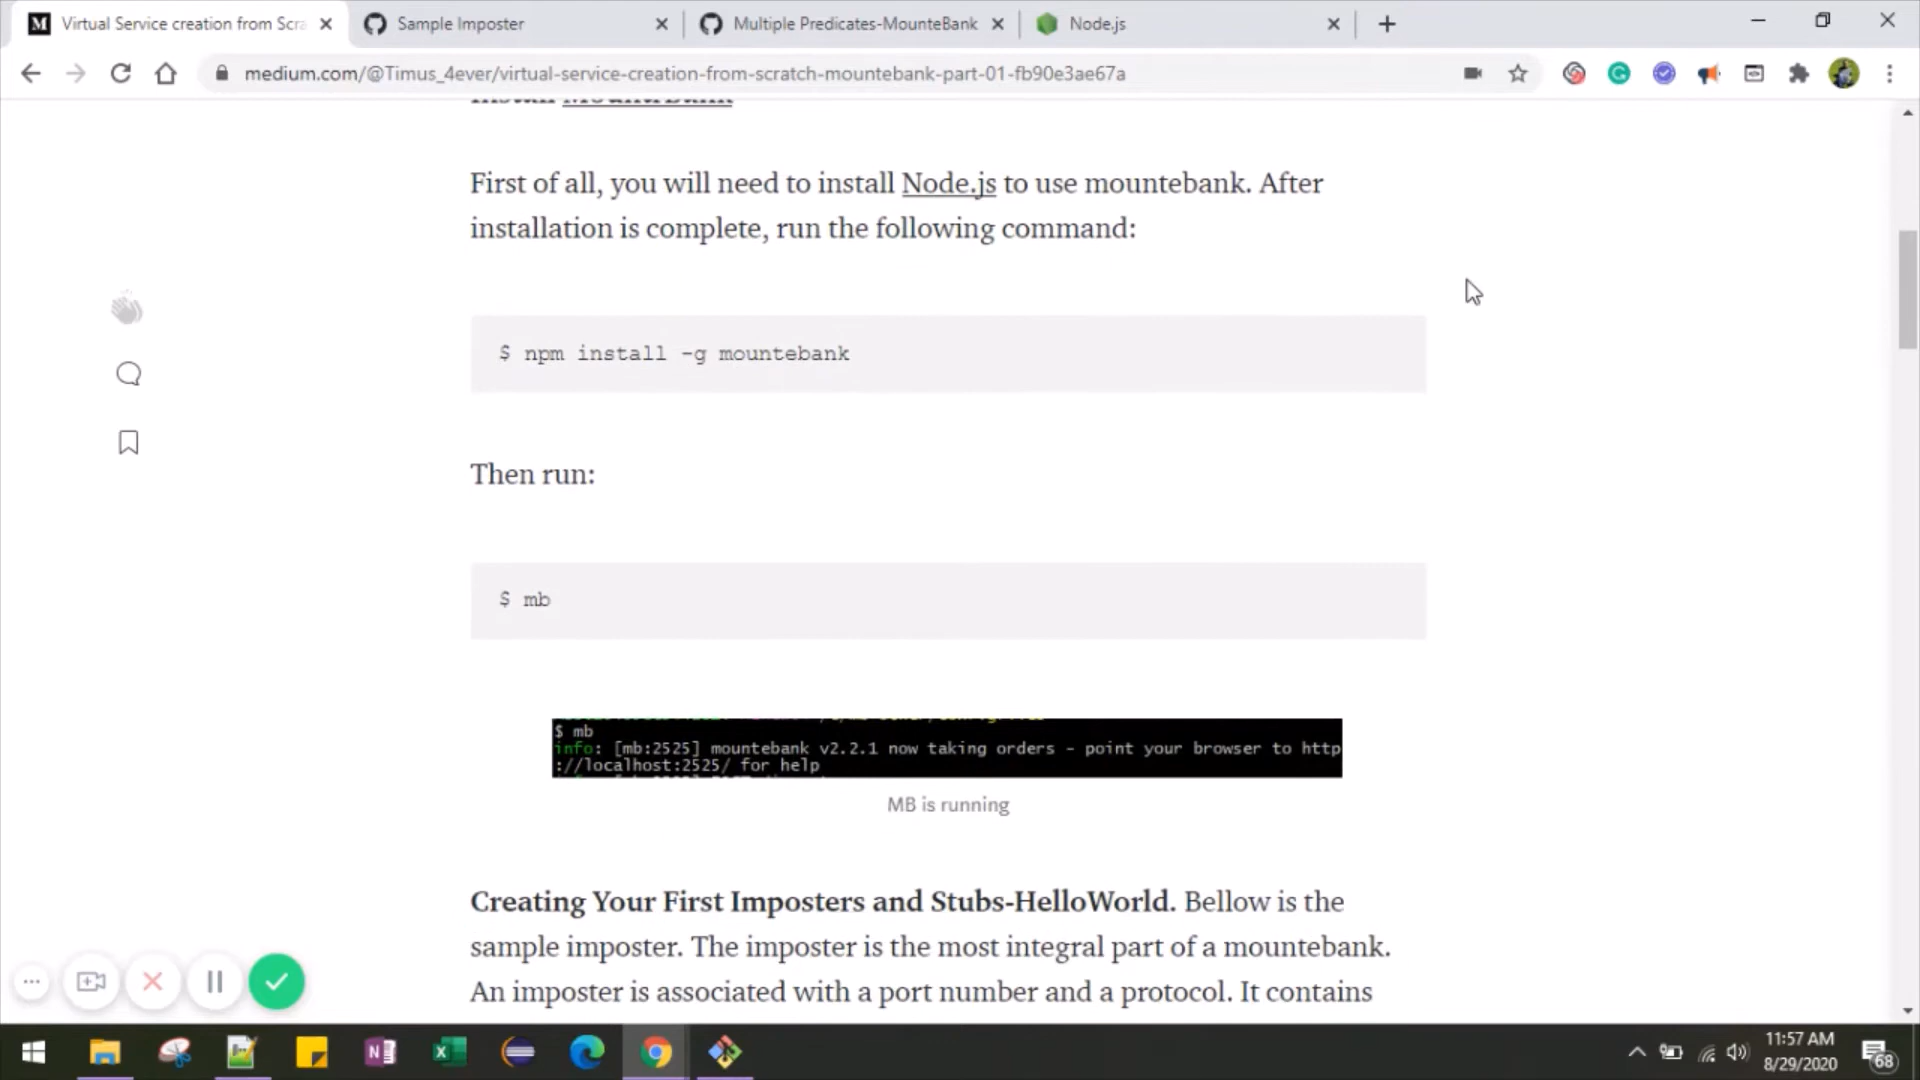 Virtual Service creation from Scra
Sample Imposter
Multiple Predicates-MounteBank
Node.js
medium.com/@Timus_4ever/virtual-service-creation-from-scratch-mountebank-part-01-fb90e3ae67a
First of all, you will need to install Node.js to use mountebank. After
installation is complete, run the following command:
$ npm install -g mountebank
Then run:
$ mb
$ mb
info: [mb:2525] mountebank v2.2.1 now taking orders - point your browser to http
://localhost:2525/ for help
MB is running
Creating Your First Imposters and Stubs-HelloWorld. Bellow is the
sample imposter. The imposter is the most integral part of a mountebank.
An imposter is associated with a port number and a protocol. It contains
11:57 AM
8/29/2020
68